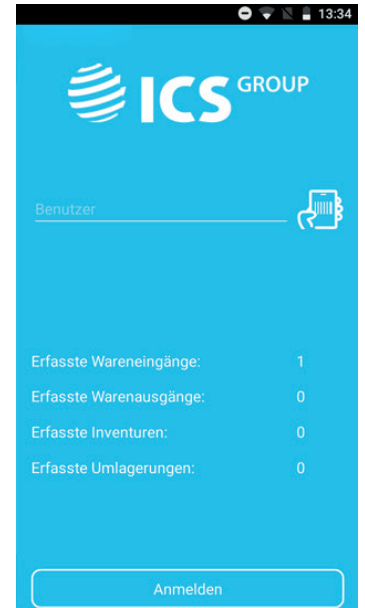 13:34
ICS GROUP
Benutzer
Erfasste Wareneingänge: 1
Erfasste Warenausgänge: 0
Erfasste Inventuren: 0
Erfasste Umlagerungen: 0
Anmelden